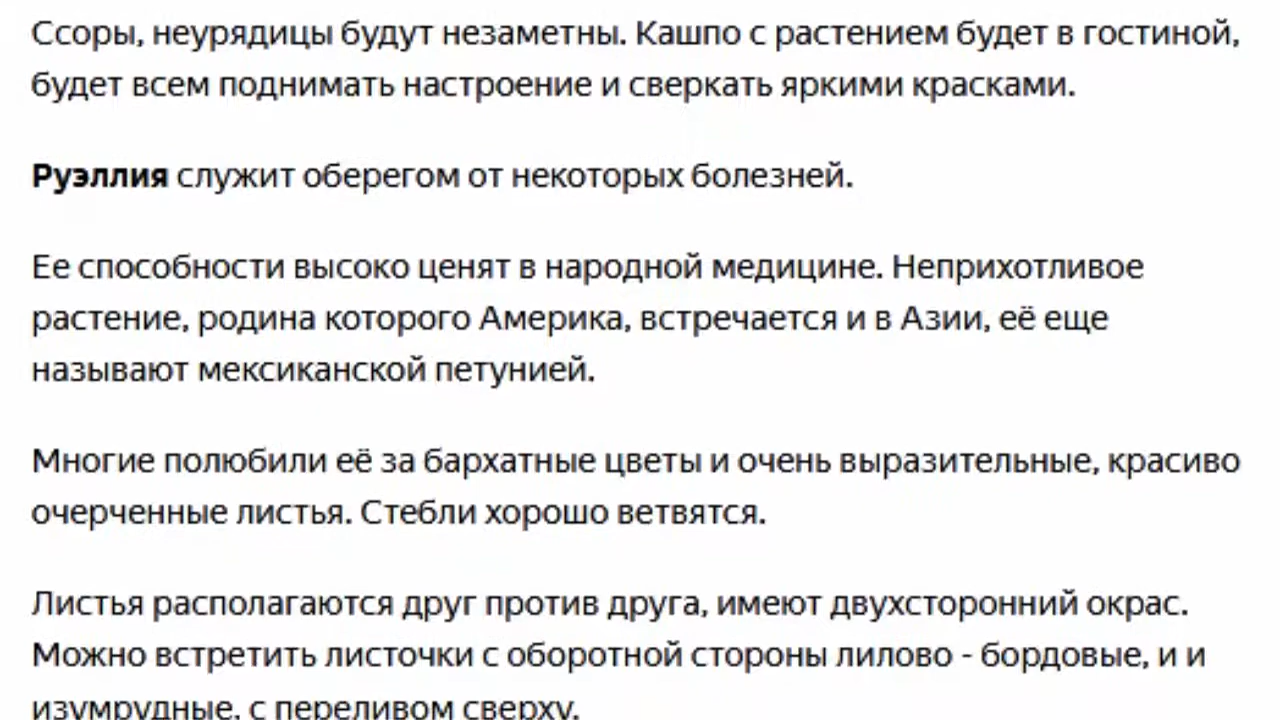 Ссоры, неурядицы будут незаметны. Кашпо с растением будет в гостиной,
будет всем поднимать настроение и сверкать яркими красками.
Руэллия служит оберегом от некоторых болезней.
Ее способности высоко ценят в народной медицине. Неприхотливое
растение, родина которого Америка, встречается и в Азии, её еще
называют мексиканской петунией.
Многие полюбили её за бархатные цветы и очень выразительные, красиво
очерченные листья. Стебли хорошо ветвятся.
Листья располагаются друг против друга, имеют двухсторонний окрас.
Можно встретить листочки с оборотной стороны лилово - бордовые, и и
изумрудные, с переливом сверху.